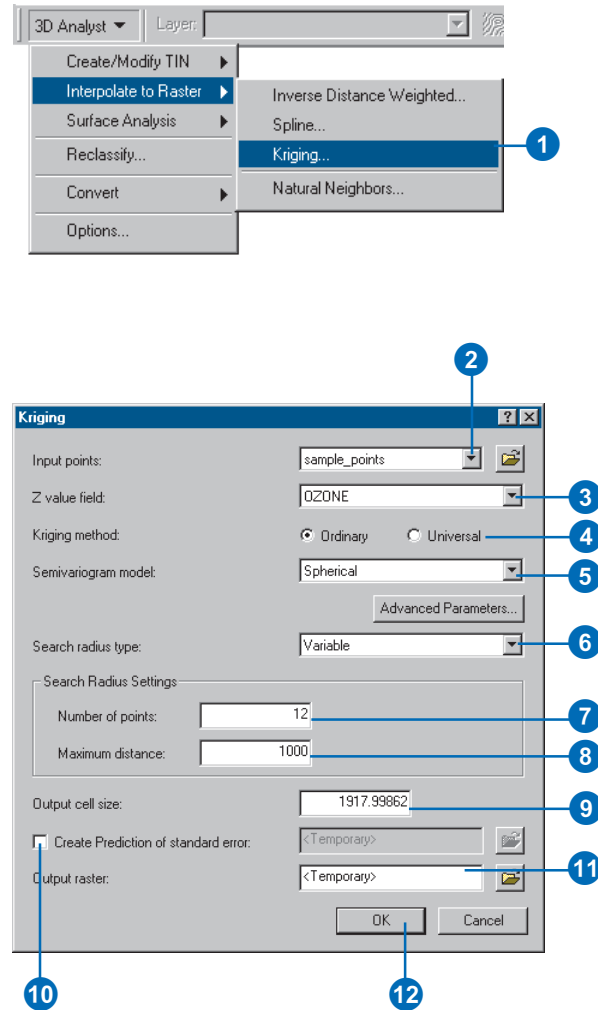 3D Analyst Layer:
Create/Modify TIN
Interpolate to Raster
Surface Analysis
Reclassify...
Convert
Options...
Inverse Distance Weighted...
Spline...
Kriging... 1
Natural Neighbors...
2
Kriging ? ×
Input points: sample_points
Z value field: OZONE 3
Kriging method: Ordinary Universal 4
Semivariogram model: Spherical 5
Advanced Parameters...
Search radius type: Variable 6
Search Radius Settings
Number of points: 12 7
Maximum distance: 1000 8
Output cell size: 1917.99862 9
Create Prediction of standard error: <Temporary>
Output raster: <Temporary> 11
OK Cancel
10 12